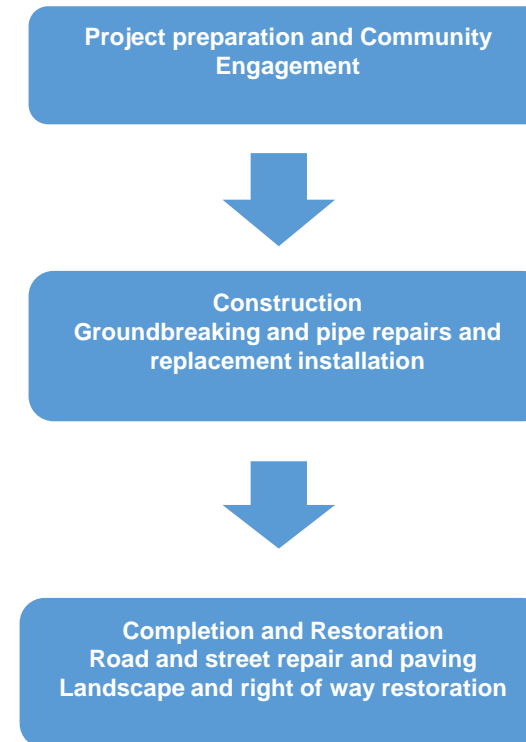 Project preparation and Community
Engagement
Construction
Groundbreaking and pipe repairs and
replacement installation
Completion and Restoration
Road and street repair and paving
Landscape and right of way restoration